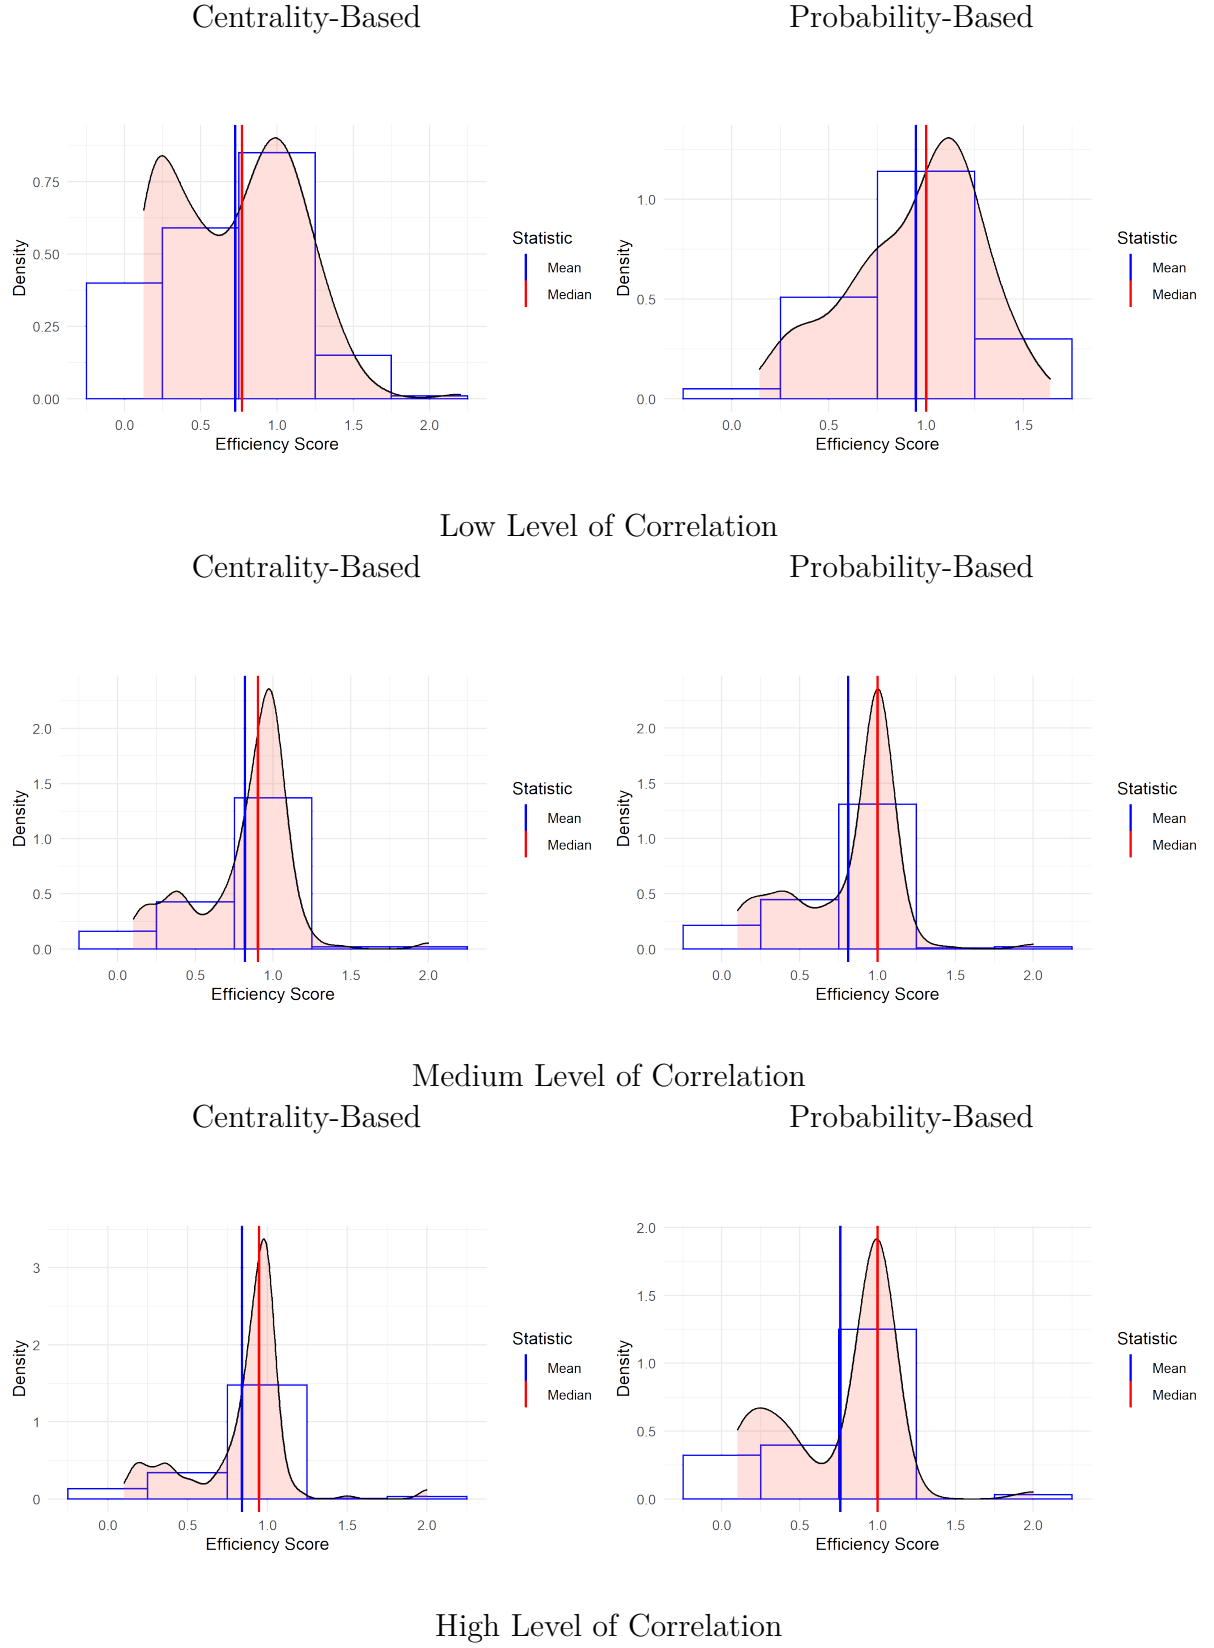 Centrality-Based
Probability-Based
0.75
0.50
0.25
0.00
Density
0.0 0.5 1.0 1.5 2.0
Efficiency Score
Statistic
Mean
Median
1.0
0.5
0.0
Density
0.0 0.5 1.0 1.5
Efficiency Score
Statistic
Mean
Median
Low Level of Correlation
Centrality-Based
Probability-Based
2.0
1.5
1.0
0.5
0.0
Density
0.0 0.5 1.0 1.5 2.0
Efficiency Score
Statistic
Mean
Median
2.0
1.5
1.0
0.5
0.0
Density
0.0 0.5 1.0 1.5 2.0
Efficiency Score
Statistic
Mean
Median
Medium Level of Correlation
Centrality-Based
Probability-Based
3
2
1
0
Density
0.0 0.5 1.0 1.5 2.0
Efficiency Score
Statistic
Mean
Median
2.0
1.5
1.0
0.5
0.0
Density
0.0 0.5 1.0 1.5 2.0
Efficiency Score
Statistic
Mean
Median
High Level of Correlation